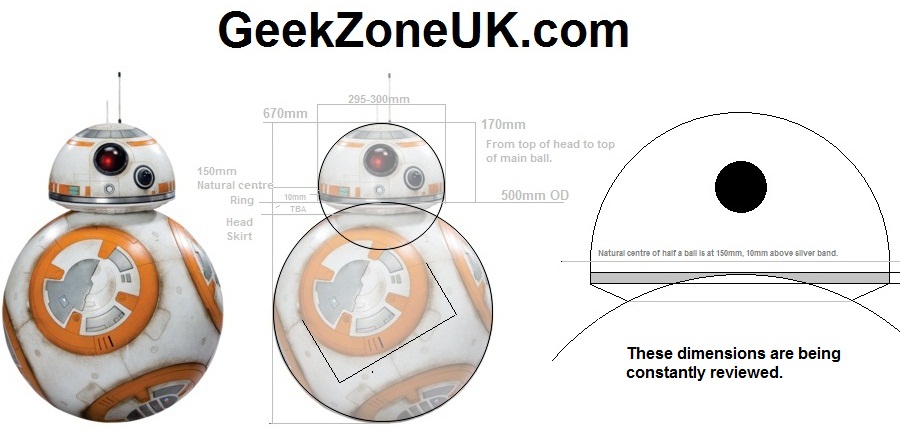 GeekZoneUK.com
295-300mm
670mm
170mm
From top of head to top
of main ball.
150mm
Natural centre
Ring
10mm
TBA
500mm OD
Head
Skirt
Natural centre of half a ball is at 150mm, 10mm above silver band.
These dimensions are being
constantly reviewed.